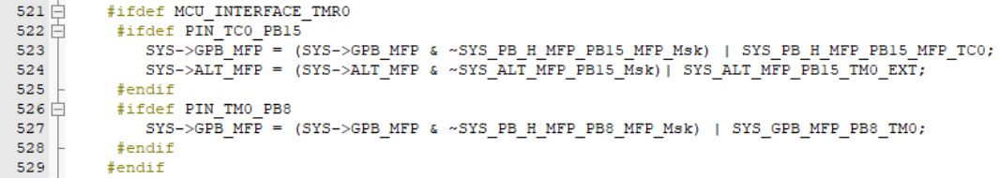 521 #ifdef MCU_INTERFACE_TMR0
522 #ifdef PIN_TC0_PB15
523 SYS->GPB_MFP = (SYS->GPB_MFP & ~SYS_PB_H_MFP_PB15_MFP_Msk) | SYS_PB_H_MFP_PB15_MFP_TC0;
524 SYS->ALT_MFP = (SYS->ALT_MFP & ~SYS_ALT_MFP_PB15_Msk)| SYS_ALT_MFP_PB15_TM0_EXT;
525 #endif
526 #ifdef PIN_TM0_PB8
527 SYS->GPB_MFP = (SYS->GPB_MFP & ~SYS_PB_H_MFP_PB8_MFP_Msk) | SYS_GPB_MFP_PB8_TM0;
528 #endif
529 #endif